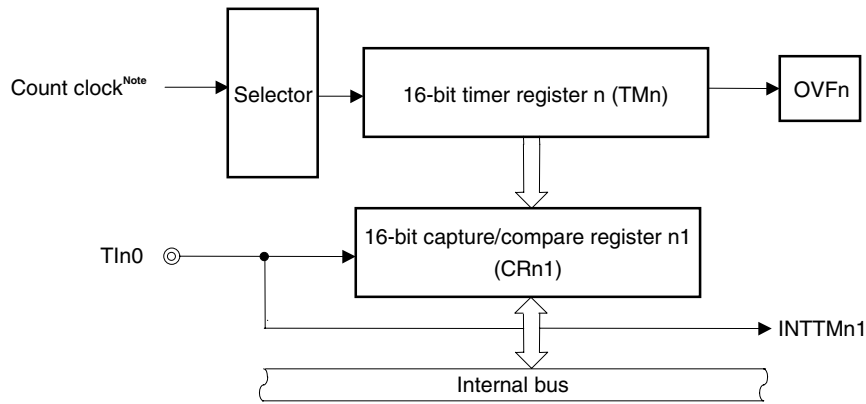 Count clockNote
Selector
16-bit timer register n (TMn)
OVFn
TIn0
16-bit capture/compare register n1
(CRn1)
INTTMn1
Internal bus